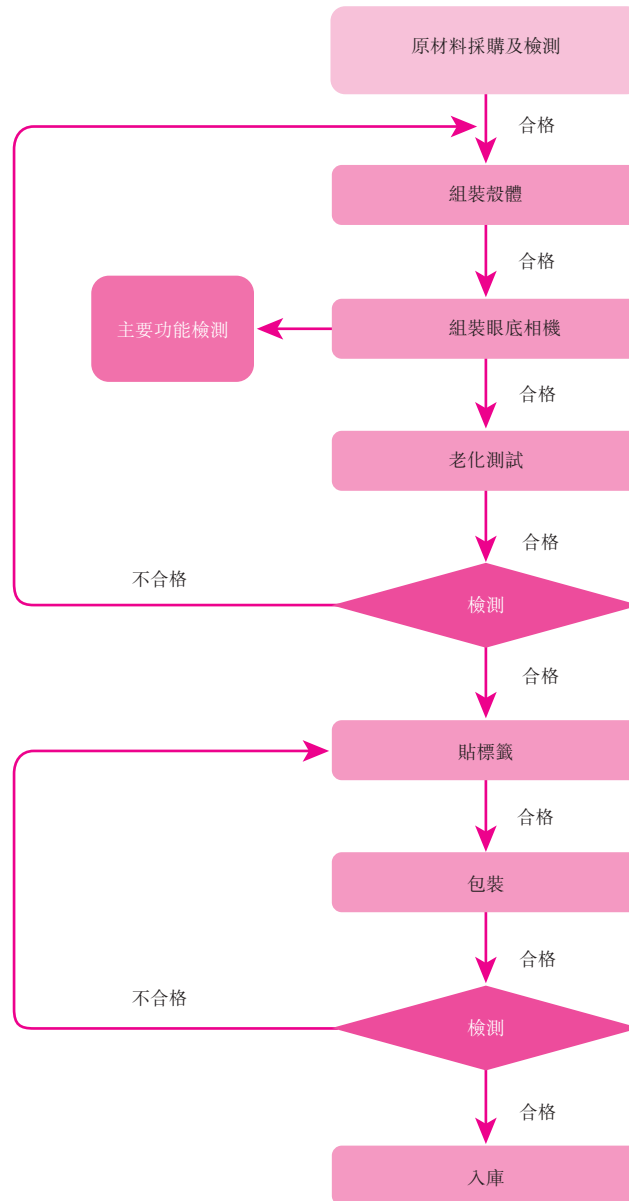 原材料採購及檢測
合格
組裝殼體
合格
主要功能檢測
組裝眼底相機
合格
老化測試
合格
不合格
檢測
合格
貼標籤
合格
包裝
合格
不合格
檢測
合格
入庫